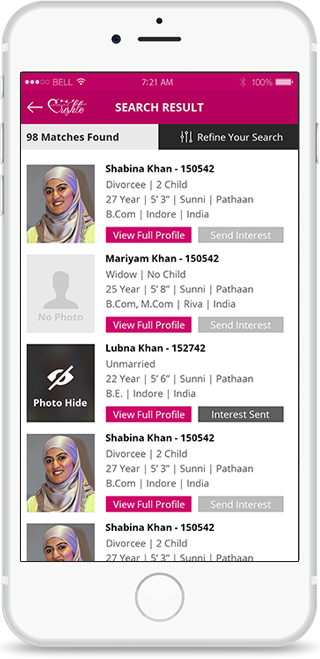 BELL 7:21 AM 100%
SEARCH RESULT
98 Matches Found Refine Your Search
Shabina Khan - 150542
Divorcee | 2 Child
27 Year | 5’ 3” | Sunni | Pathaan
B.Com | Indore | India
View Full Profile Send Interest
No Photo
Mariyam Khan - 150542
Widow | No Child
25 Year | 5’ 8” | Sunni | Pathaan
B.Com, M.Com | Riva | India
View Full Profile Send Interest
Photo Hide
Lubna Khan - 152742
Unmarried
22 Year | 5’ 6” | Sunni | Pathaan
B.E. | Indore | India
View Full Profile Interest Sent
Shabina Khan - 150542
Divorcee | 2 Child
27 Year | 5’ 3” | Sunni | Pathaan
B.Com | Indore | India
View Full Profile Send Interest
Shabina Khan - 150542
Divorcee | 2 Child
27 Year | 5’ 3” | Sunni | Pathaan